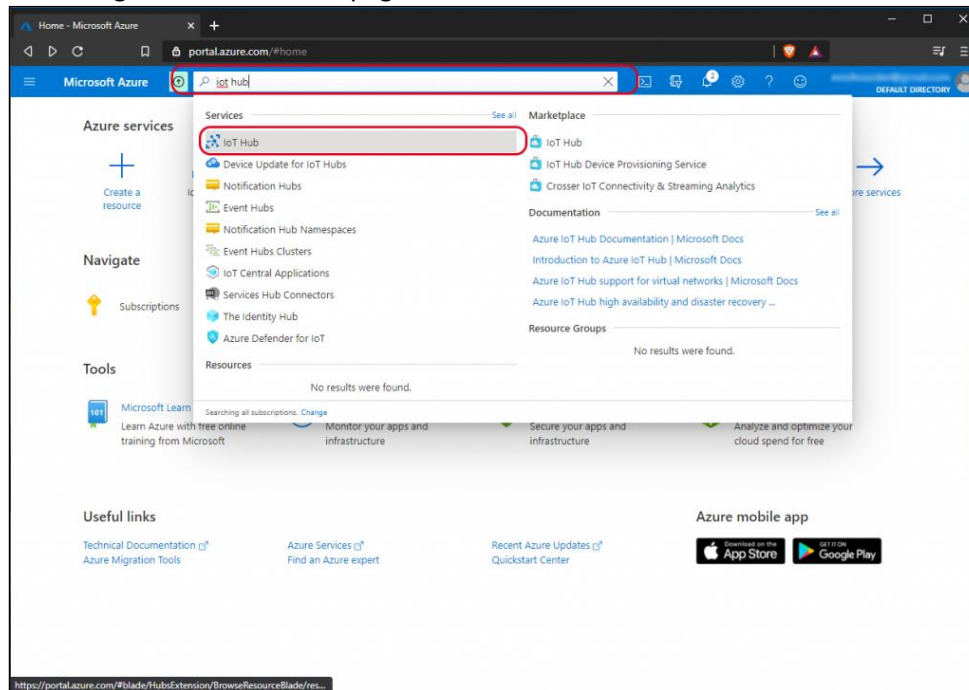 Home - Microsoft Azure
portal.azure.com/#home
Microsoft Azure
iot hub
DEFAULT DIRECTORY
Azure services
Create a
resource
Services
See all
IoT Hub
Device Update for IoT Hubs
Notification Hubs
Event Hubs
Notification Hub Namespaces
Event Hubs Clusters
IoT Central Applications
Services Hub Connectors
The Identity Hub
Azure Defender for IoT
Resources
No results were found.
Searching all subscriptions. Change
Marketplace
IoT Hub
IoT Hub Device Provisioning Service
Crosser IoT Connectivity & Streaming Analytics
Documentation
See all
Azure IoT Hub Documentation | Microsoft Docs
Introduction to Azure IoT Hub | Microsoft Docs
Azure IoT Hub support for virtual networks | Microsoft Docs
Azure IoT Hub high availability and disaster recovery ...
Resource Groups
No results were found.
services
Navigate
Subscriptions
Tools
101
Microsoft Learn
Learn Azure with free online
training from Microsoft
Monitor your apps and
infrastructure
Secure your apps and
infrastructure
Analyze and optimize your
cloud spend for free
Useful links
Technical Documentation
Azure Migration Tools
Azure Services
Find an Azure expert
Recent Azure Updates
Quickstart Center
Azure mobile app
Download on the
App Store
GET IT ON
Google Play
https://portal.azure.com/#blade/HubsExtension/BrowseResourceBlade/res...